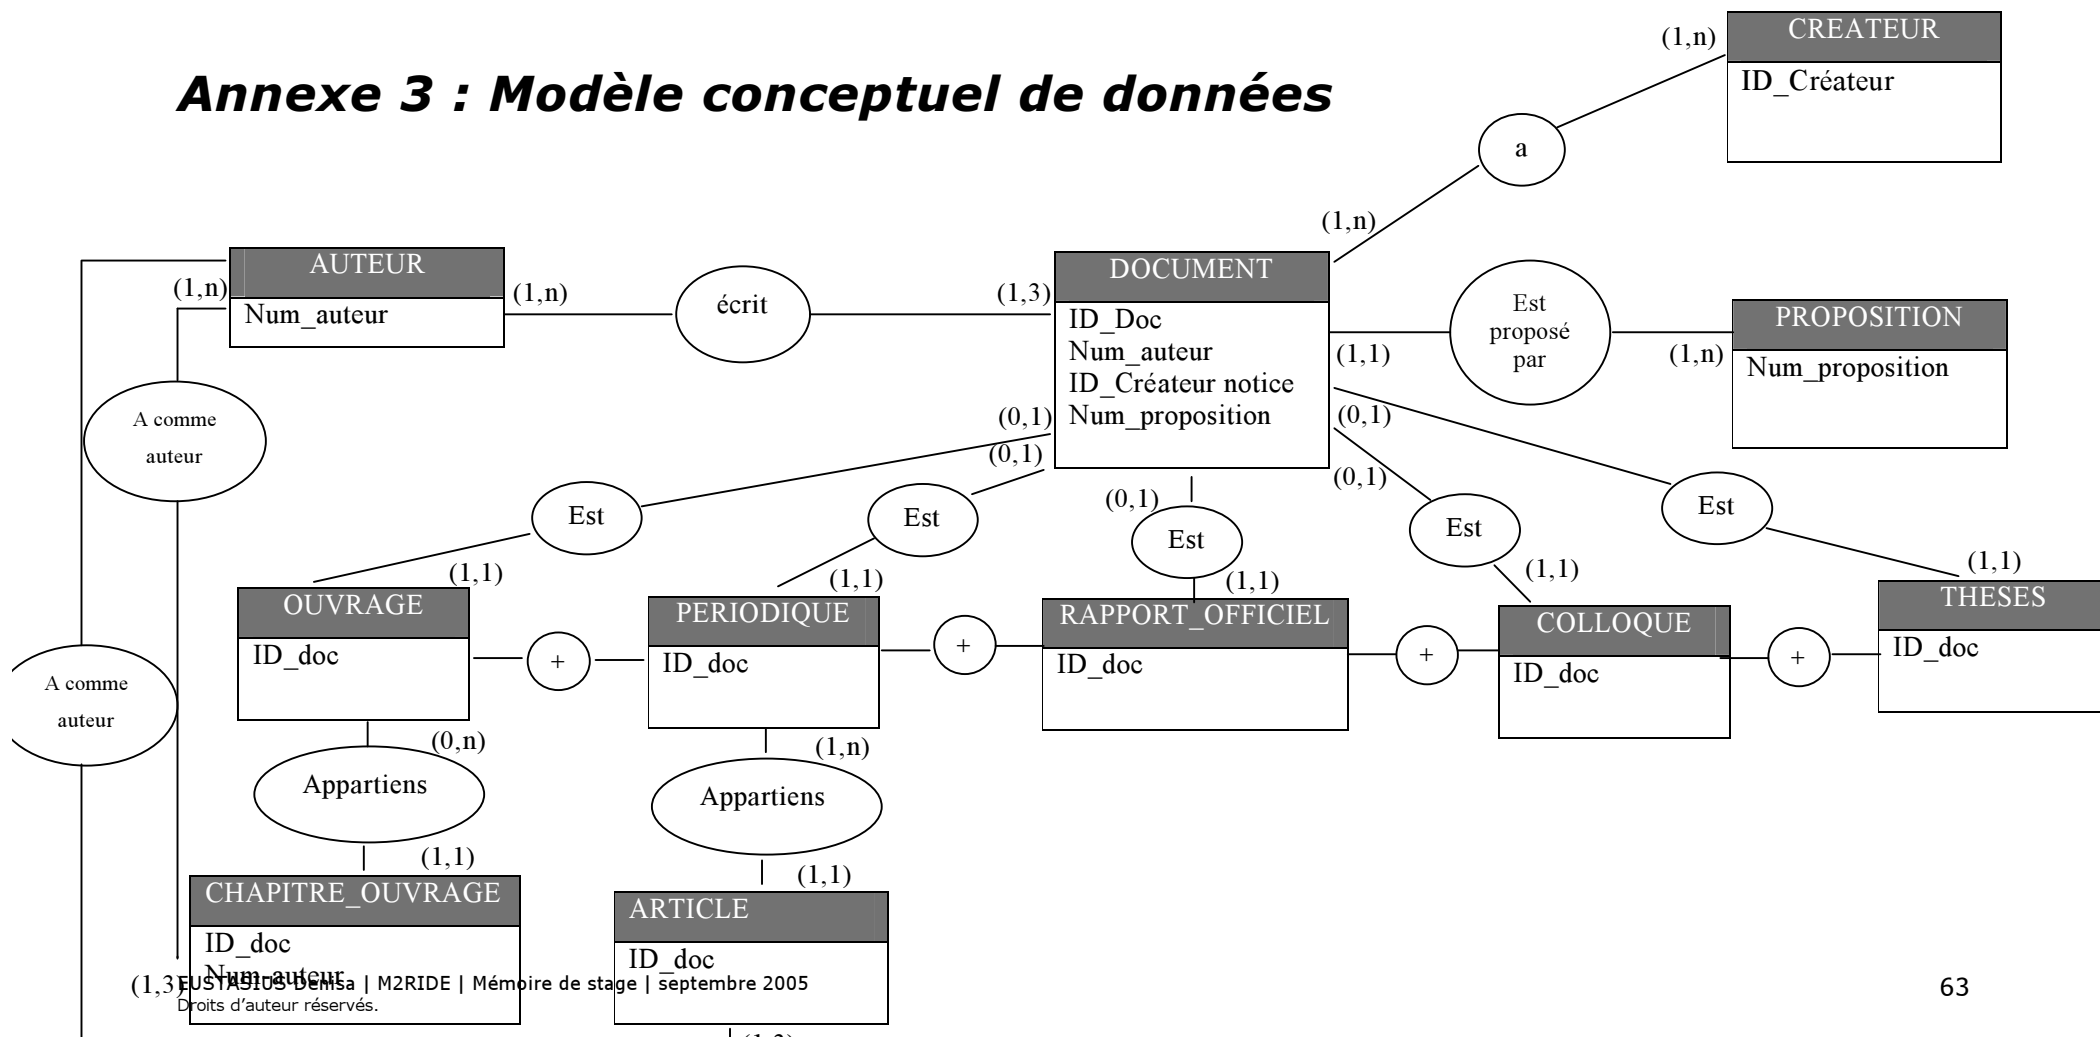 CREATEUR
(1,n)
ID_Créateur
Annexe 3 : Modèle conceptuel de données
a
(1,n)
AUTEUR
DOCUMENT
(1,n)
(1,n)
écrit
(1,3)
Num_auteur
ID_Doc
Num_auteur
ID_Créateur notice
Num_proposition
Est
proposé
par
(1,1)
(1,n)
PROPOSITION
Num_proposition
A comme
auteur
(0,1)
(0,1)
(0,1)
(0,1)
(0,1)
Est
Est
Est
Est
Est
(1,1)
(1,1)
(1,1)
(1,1)
(1,1)
OUVRAGE
ID_doc
+
PERIODIQUE
ID_doc
+
RAPPORT_OFFICIEL
ID_doc
+
COLLOQUE
ID_doc
+
THESES
ID_doc
A comme
auteur
(0,n)
(1,n)
Appartiens
Appartiens
(1,1)
(1,1)
CHAPITRE_OUVRAGE
ID_doc
Num-auteur
ARTICLE
ID_doc
(1,3)
EUSTASIUS Denisa | M2RIDE | Mémoire de stage | septembre 2005
63
Droits d'auteur réservés.